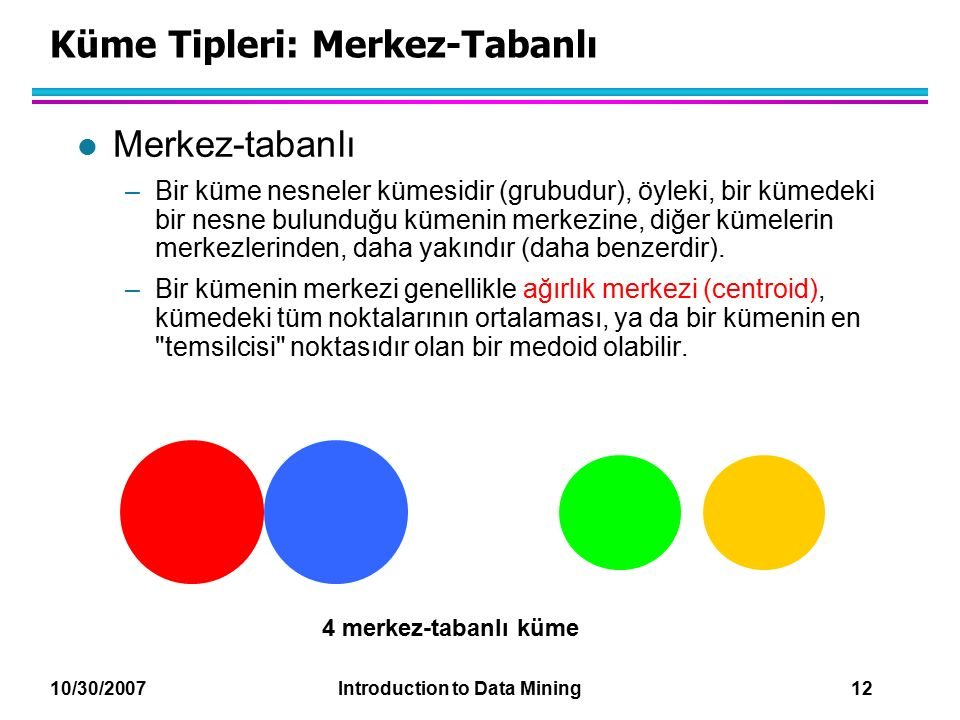 Küme Tipleri: Merkez-Tabanlı
Merkez-tabanlı
– Bir küme nesneler kümesidir (grubudur), öyleki, bir kümedeki
bir nesne bulunduğu kümenin merkezine, diğer kümelerin
merkezlerinden, daha yakındır (daha benzerdir).
– Bir kümenin merkezi genellikle ağırlık merkezi (centroid),
kümedeki tüm noktalarının ortalaması, ya da bir kümenin en
"temsilcisi" noktasıdır olan bir medoid olabilir.
4 merkez-tabanlı küme
10/30/2007 Introduction to Data Mining 12